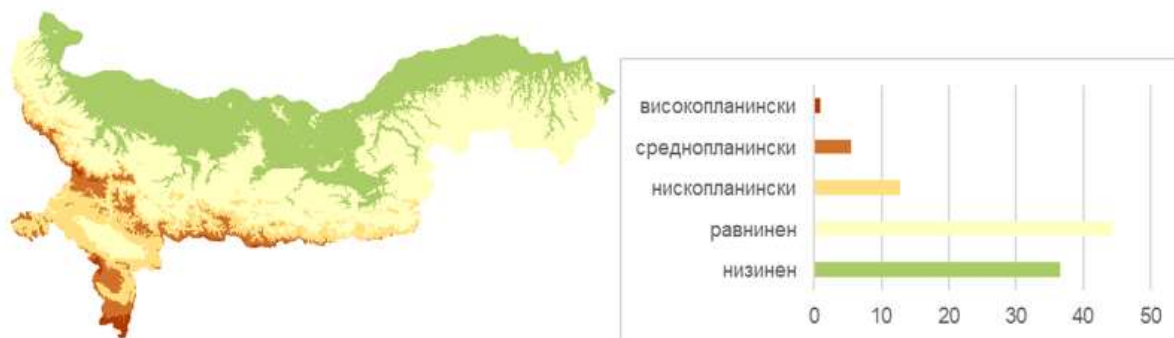 високопланински
среднопланински
нископланински
равнинен
низинен
0 10 20 30 40 50